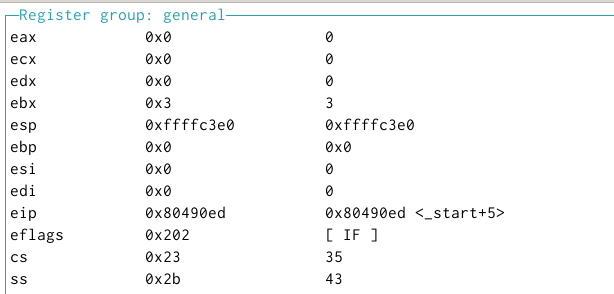 Register group: general
eax 0x0 0
ecx 0x0 0
edx 0x0 0
ebx 0x3 3
esp 0xffffc3e0 0xffffc3e0
ebp 0x0 0x0
esi 0x0 0
edi 0x0 0
eip 0x80490ed 0x80490ed <_start+5>
eflags 0x202 [ IF ]
cs 0x23 35
ss 0x2b 43